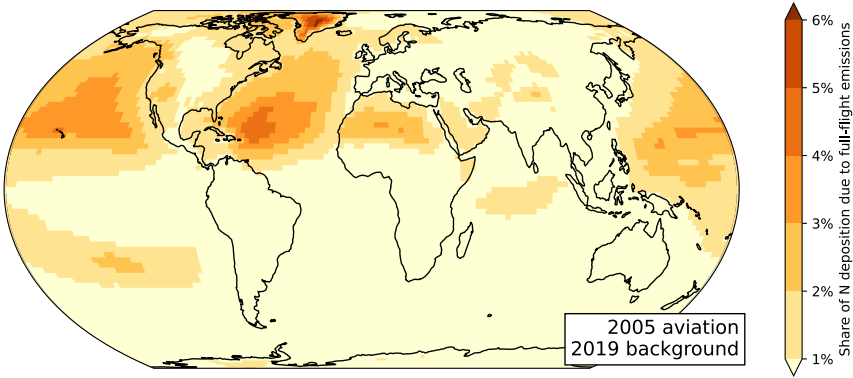 2005 aviation
2019 background
6%
5%
4%
3%
2%
1%
Share of N deposition due to full-flight emissions